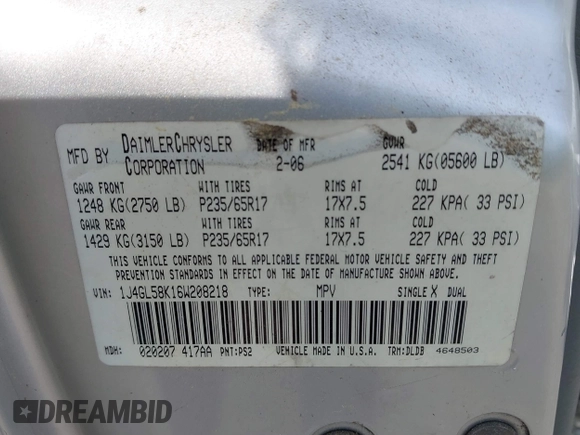 MFD BY DAIMLERCHRYSLER CORPORATION DATE OF MFR 2-06 GVWR 2541 KG(05600 LB)
GAWR FRONT WITH TIRES RIMS AT COLD
1248 KG(2750 LB) P235/65R17 17X7.5 227 KPA( 33 PSI)
GAWR REAR WITH TIRES RIMS AT COLD
1429 KG(3150 LB) P235/65R17 17X7.5 227 KPA( 33 PSI)
THIS VEHICLE CONFORMS TO ALL APPLICABLE FEDERAL MOTOR VEHICLE SAFETY AND THEFT
PREVENTION STANDARDS IN EFFECT ON THE DATE OF MANUFACTURE SHOWN ABOVE.
VIN: 1J4GL58K16W208218 TYPE: MPV SINGLE X DUAL
MDH: 020207 417AA PNT: PS2 VEHICLE MADE IN U.S.A. TRM: DLDB 4648503
DREAMBID